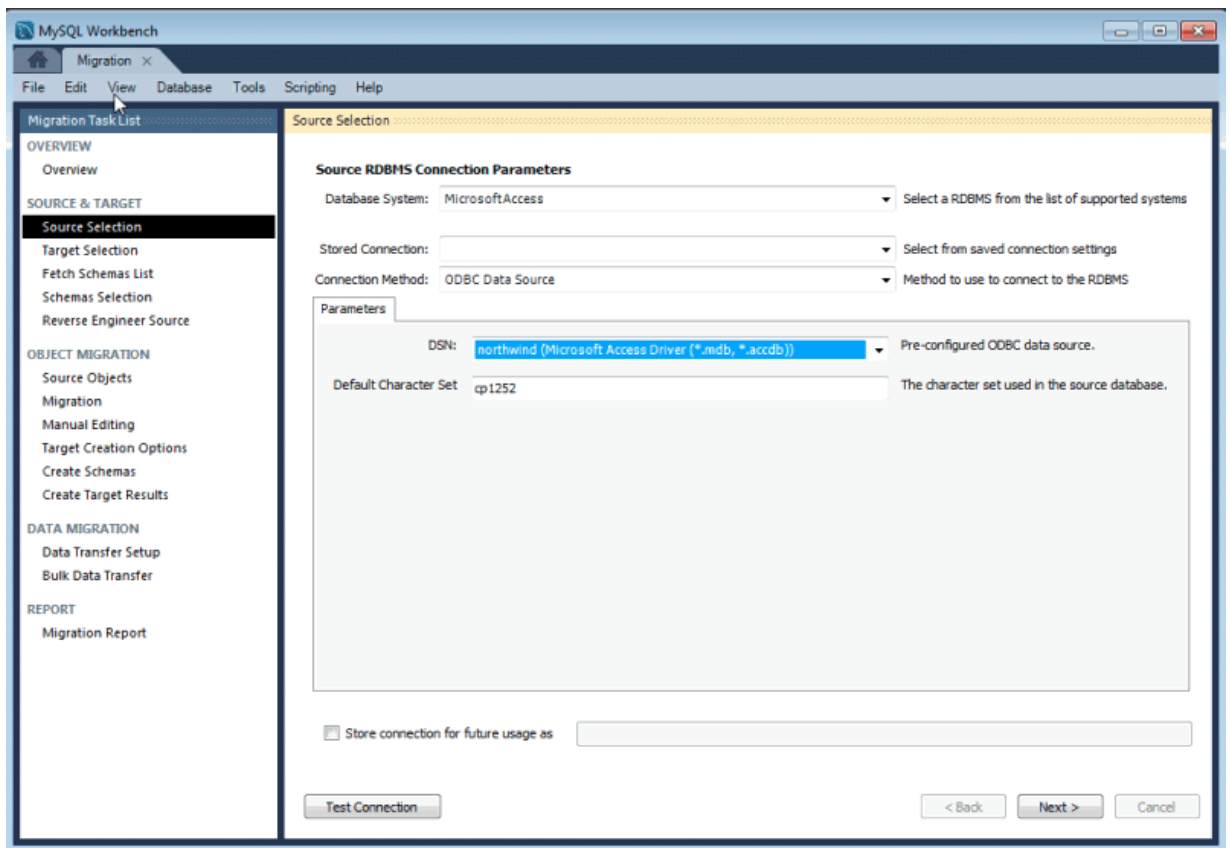 MySQL Workbench
Migration
File Edit View Database Tools Scripting Help
Migration Task List
OVERVIEW
Overview
SOURCE & TARGET
Source Selection
Target Selection
Fetch Schemas List
Schemas Selection
Reverse Engineer Source
OBJECT MIGRATION
Source Objects
Migration
Manual Editing
Target Creation Options
Create Schemas
Create Target Results
DATA MIGRATION
Data Transfer Setup
Bulk Data Transfer
REPORT
Migration Report
Source Selection
Source RDBMS Connection Parameters
Database System: MicrosoftAccess Select a RDBMS from the list of supported systems
Stored Connection: Select from saved connection settings
Connection Method: ODBC Data Source Method to use to connect to the RDBMS
Parameters
DSN: northwind (Microsoft Access Driver (*.mdb, *.accdb)) Pre-configured ODBC data source.
Default Character Set cp1252 The character set used in the source database.
Store connection for future usage as
Test Connection < Back Next > Cancel